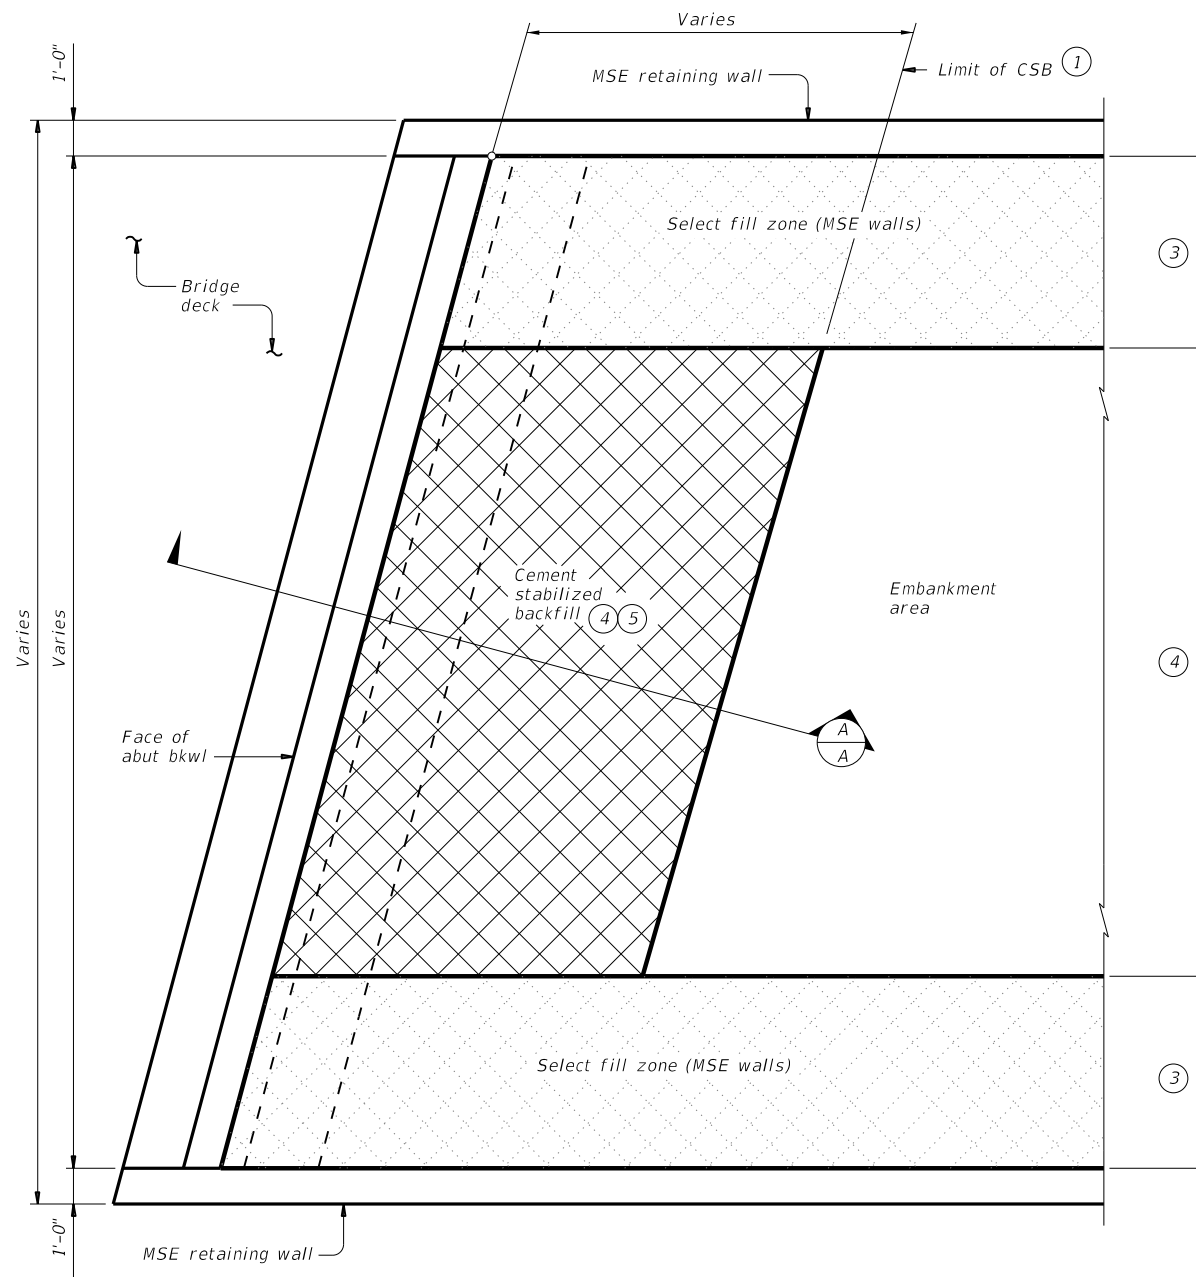 Varies
1'-0"
MSE retaining wall
Limit of CSB 1
Select fill zone (MSE walls)
3
Bridge
deck
Cement
stabilized
backfill 4 5
Embankment
area
Varies
Varies
4
Face of
abut bkwl
A
A
Select fill zone (MSE walls)
3
1'-0"
MSE retaining wall